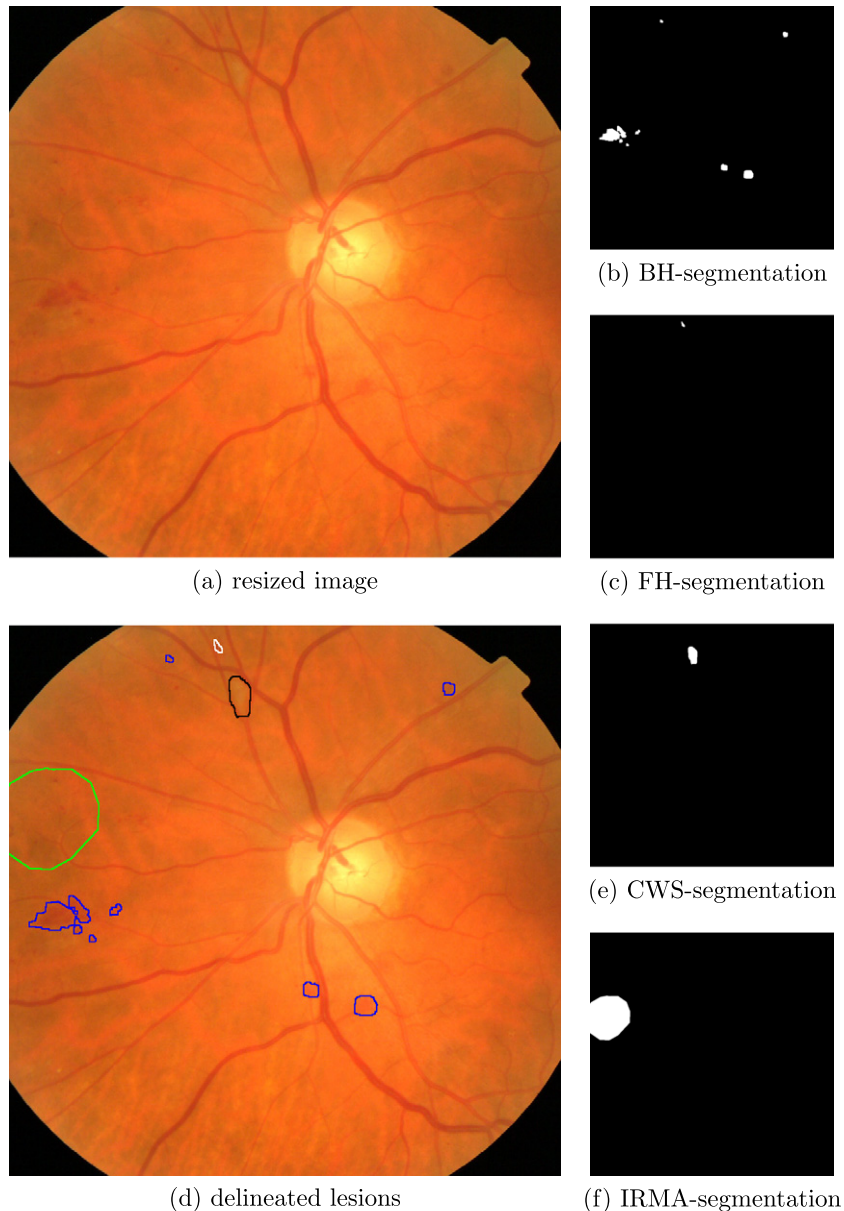 (a) resized image
(b) BH-segmentation
(c) FH-segmentation
(d) delineated lesions
(e) CWS-segmentation
(f) IRMA-segmentation